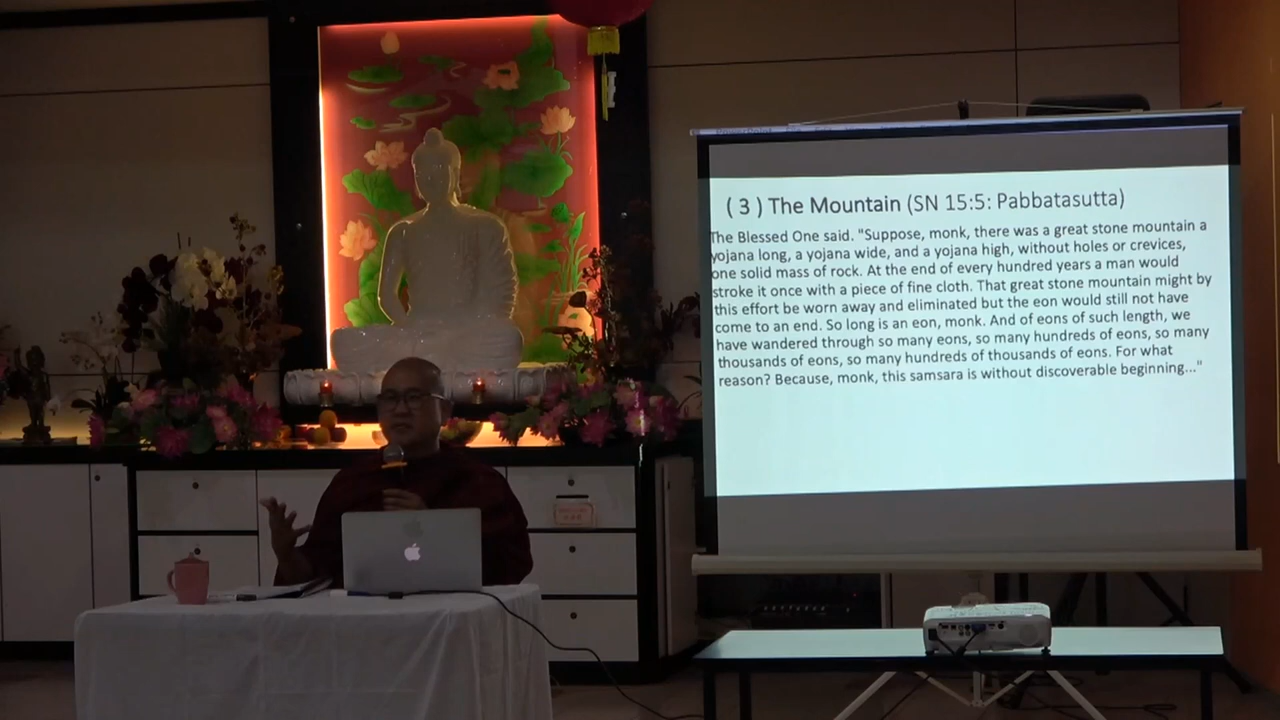 ( 3 ) The Mountain (SN 15:5: Pabbatasutta)
The Blessed One said. "Suppose, monk, there was a great stone mountain a
yojana long, a yojana wide, and a yojana high, without holes or crevices,
one solid mass of rock. At the end of every hundred years a man would
stroke it once with a piece of fine cloth. That great stone mountain might by
this effort be worn away and eliminated but the eon would still not have
come to an end. So long is an eon, monk. And of eons of such length, we
have wandered through so many eons, so many hundreds of eons, so many
thousands of eons, so many hundreds of thousands of eons. For what
reason? Because, monk, this samsara is without discoverable beginning..."